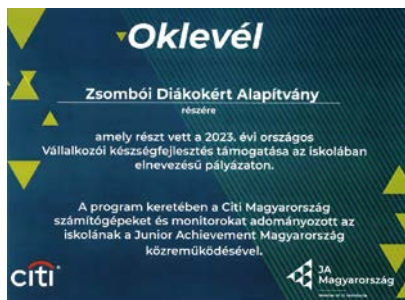 Oklevél
Zsombói Diákokért Alapítvány
részére
amely részt vett a 2023. évi országos
Vállalkozói készségfejlesztés támogatása az iskolában
elnevezésű pályázaton.
A program keretében a Citi Magyarország
számítógépeket és monitorokat adományozott az
iskolának a Junior Achievement Magyarország
közreműködésével.
citi
JA
Magyarország